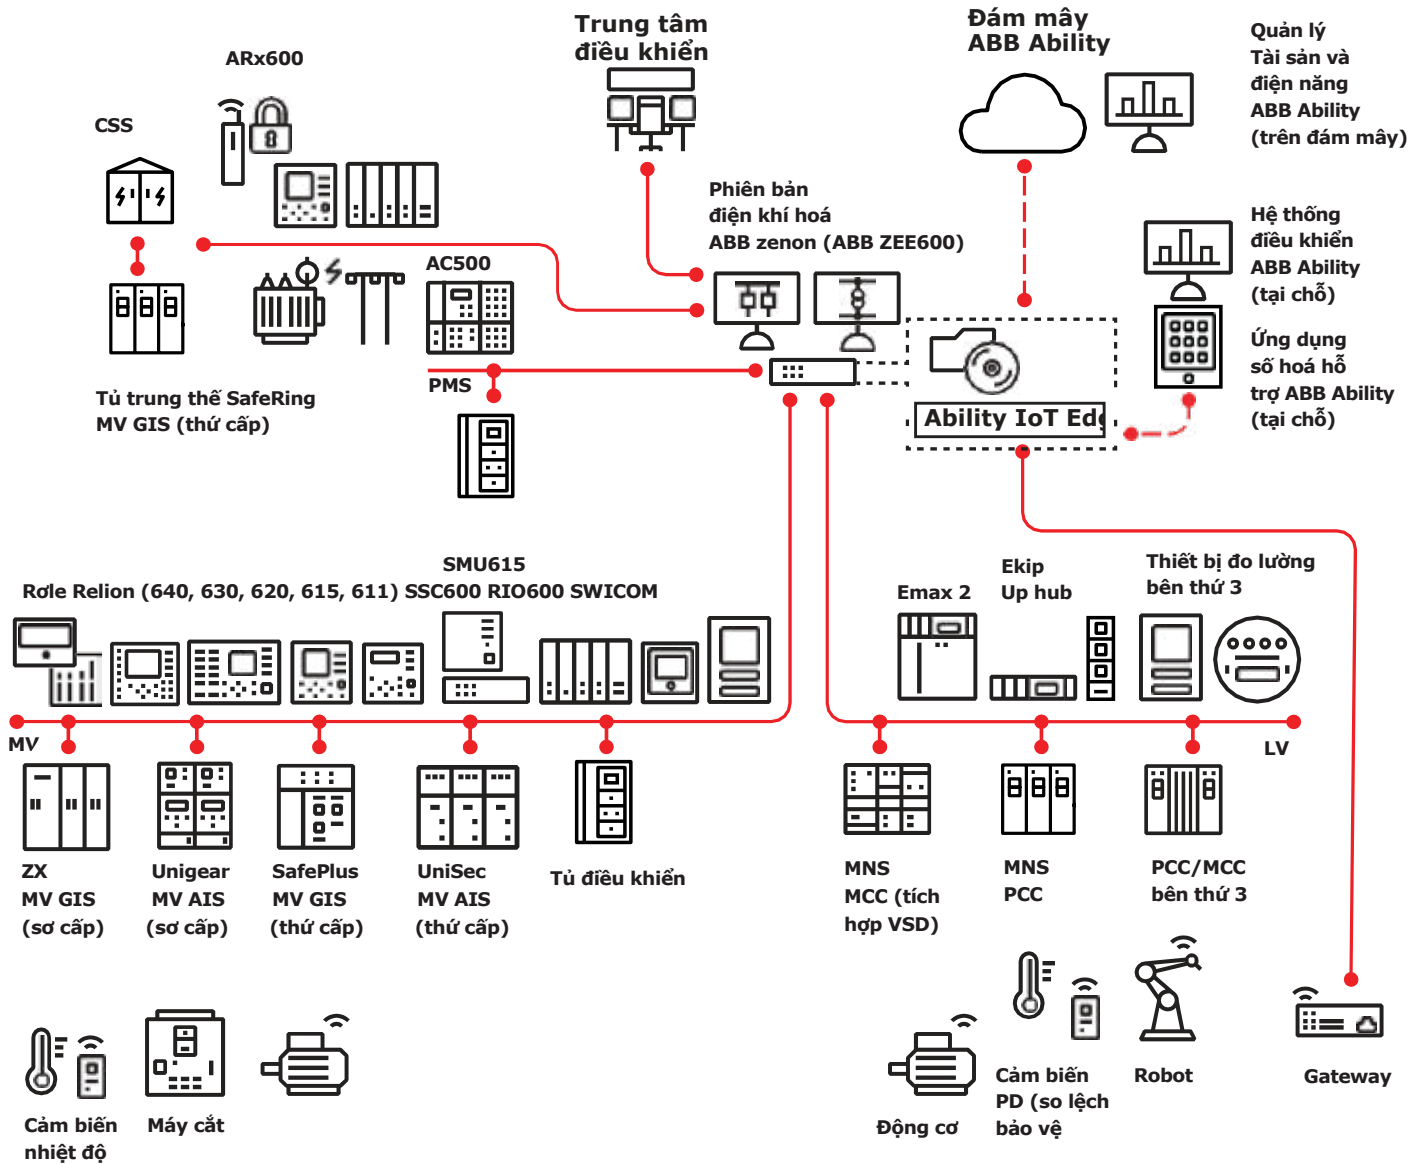 Trung tâm
điều khiển
Đám mây
ABB Ability
Quản lý
Tài sản và
điện năng
ABB Ability
(trên đám mây)
ARx600
CSS
Phiên bản
điện khí hoá
ABB zenon (ABB ZEE600)
Hệ thống
điều khiển
ABB Ability
(tại chỗ)
AC500
Ứng dụng
số hoá hỗ
trợ ABB Ability
(tại chỗ)
PMS
Tủ trung thế SafeRing
MV GIS (thứ cấp)
Ability IoT Edg
SMU615
Rơle Relion (640, 630, 620, 615, 611) SSC600 RIO600 SWICOM
Emax 2
Ekip
Up hub
Thiết bị đo lường
bên thứ 3
MV
LV
ZX
MV GIS
(sơ cấp)
Unigear
MV AIS
(sơ cấp)
SafePlus
MV GIS
(thứ cấp)
UniSec
MV AIS
(thứ cấp)
Tủ điều khiển
MNS
MCC (tích
hợp VSD)
MNS
PCC
PCC/MCC
bên thứ 3
Cảm biến
nhiệt độ
Máy cắt
Động cơ
Cảm biến
PD (so lệch
bảo vệ
Robot
Gateway